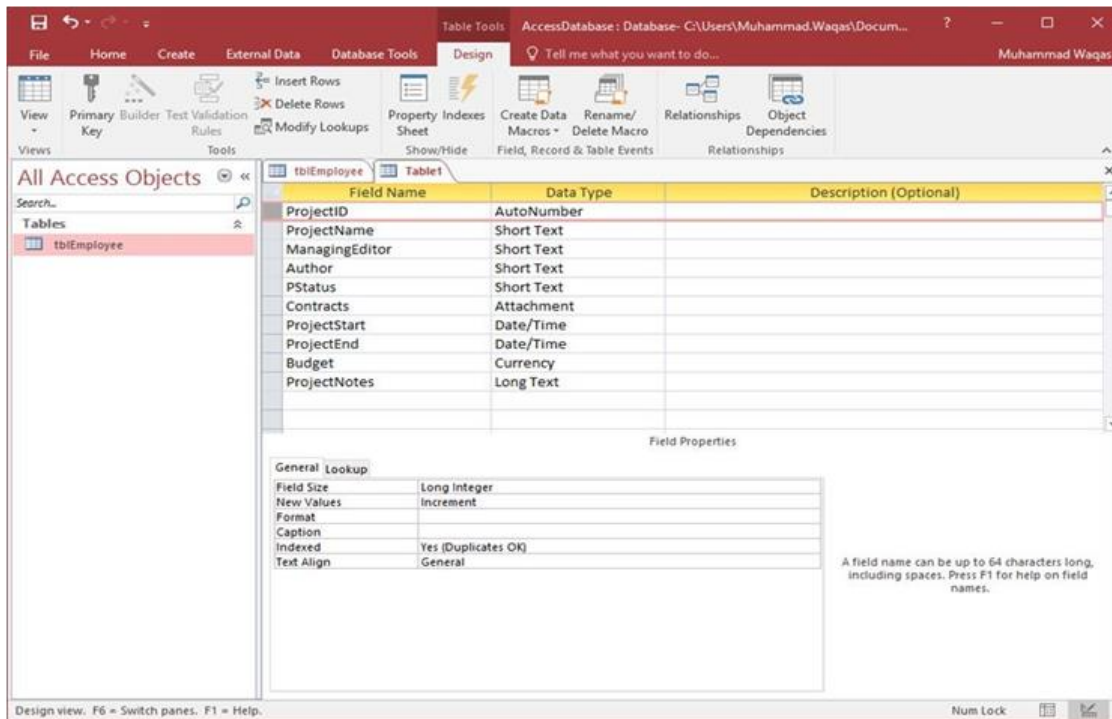 Table Tools AccessDatabase : Database- C:\Users\Muhammad.Waqas\Docum... ?
File Home Create External Data Database Tools Design Tell me what you want to do... Muhammad Waqas
View Primary Key Builder Test Validation Rules Insert Rows Delete Rows Modify Lookups Property Sheet Indexes Create Data Macros Rename/ Delete Macro Relationships Object Dependencies
Views Tools Show/Hide Field, Record & Table Events Relationships
All Access Objects
Search...
Tables
tblEmployee
tblEmployee Table1
Field Name Data Type Description (Optional)
ProjectID AutoNumber
ProjectName Short Text
ManagingEditor Short Text
Author Short Text
PStatus Short Text
Contracts Attachment
ProjectStart Date/Time
ProjectEnd Date/Time
Budget Currency
ProjectNotes Long Text
Field Properties
General Lookup
Field Size Long Integer
New Values Increment
Format
Caption
Indexed Yes (Duplicates OK)
Text Align General
A field name can be up to 64 characters long,
including spaces. Press F1 for help on field
names.
Design view. F6 = Switch panes. F1 = Help. Num Lock